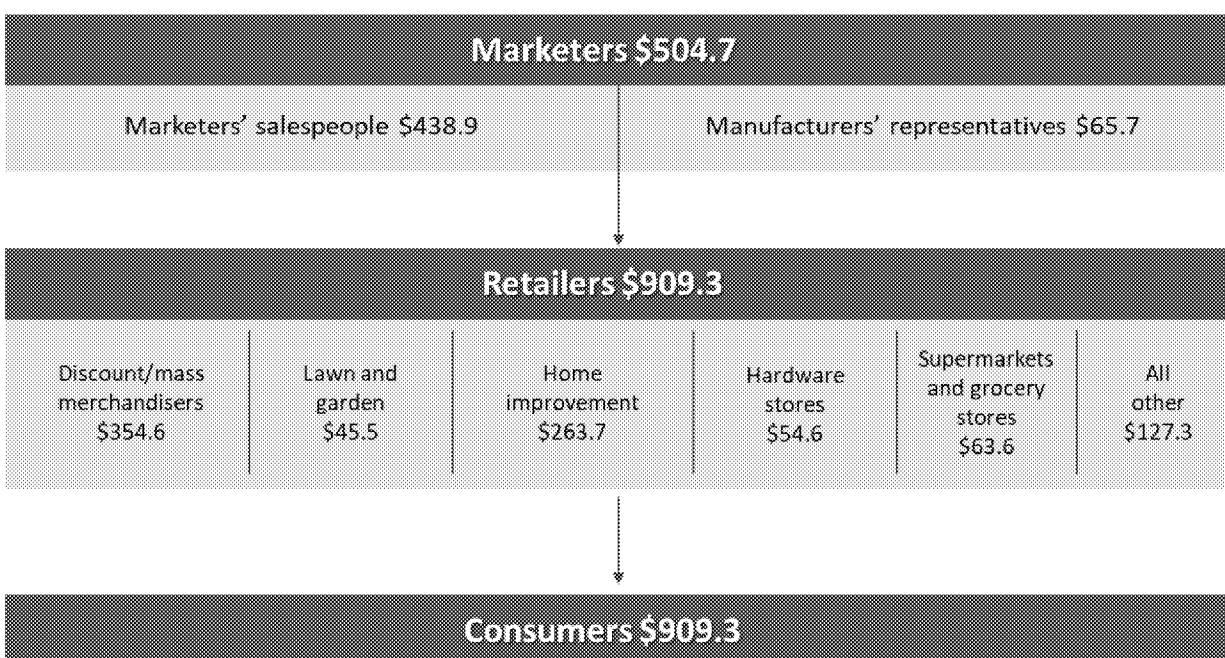 Marketers $504.7
Marketers' salespeople $438.9
Manufacturers' representatives $65.7
Retailers $909.3
Discount/mass
merchandisers
$354.6
Lawn and
garden
$45.5
Home
improvement
$263.7
Hardware
stores
$54.6
Supermarkets
and grocery
stores
$63.6
All
other
$127.3
Consumers $909.3